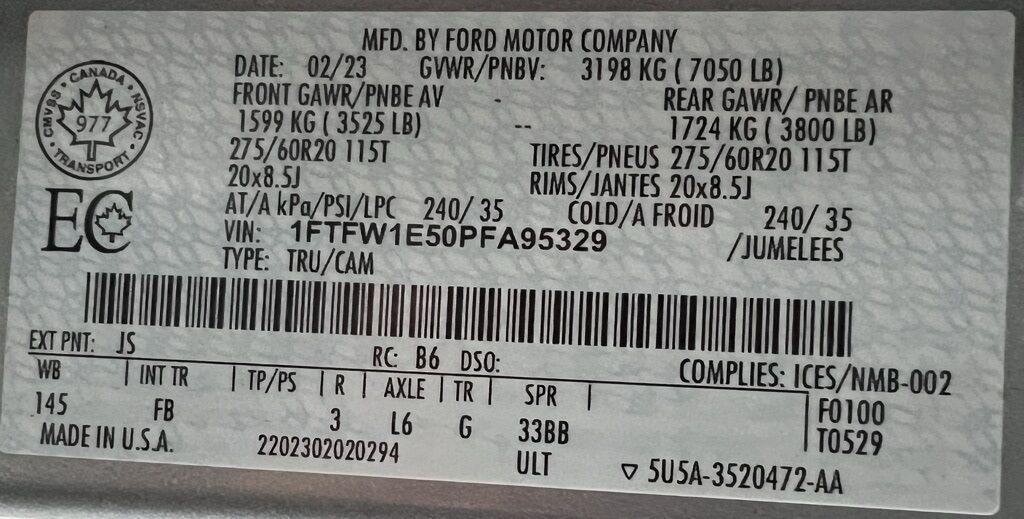 MFD. BY FORD MOTOR COMPANY
DATE: 02/23 GVWR/PNBV: 3198 KG ( 7050 LB)
FRONT GAWR/PNBE AV - REAR GAWR/ PNBE AR
1599 KG ( 3525 LB) -- 1724 KG ( 3800 LB)
275/60R20 115T TIRES/PNEUS 275/60R20 115T
20x8.5J RIMS/JANTES 20x8.5J
AT/A kPa/PSI/LPC 240/ 35 COLD/A FROID 240/ 35
VIN: 1FTFW1E50PFA95329 /JUMELEES
TYPE: TRU/CAM
CANADA
CMVSS 977 NSVAC
TRANSPORT
EC
EXT PNT: JS RC: B6 DSO: COMPLIES: ICES/NMB-002
WB | INT TR | TP/PS | R | AXLE | TR | SPR |
145 FB 3 L6 G 33BB F0100
T0529
MADE IN U.S.A. 2202302020294 ULT 5U5A-3520472-AA